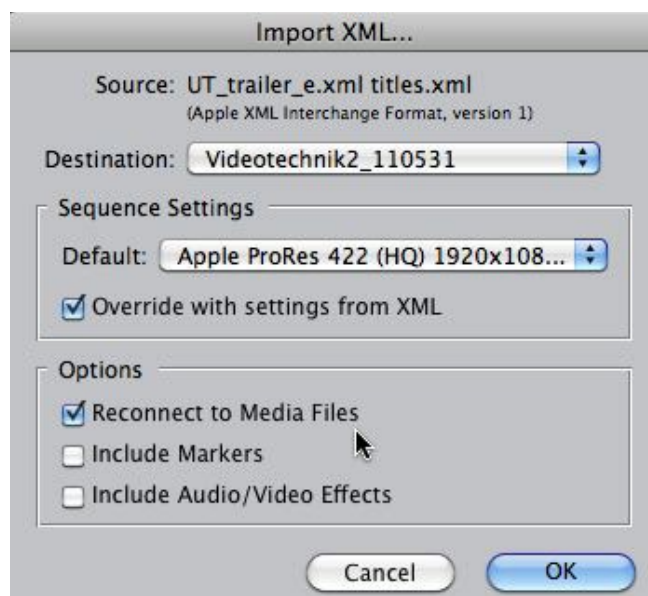 Import XML...
Source: UT_trailer_e.xml titles.xml
(Apple XML Interchange Format, version 1)
Destination: Videotechnik2_110531
Sequence Settings
Default: Apple ProRes 422 (HQ) 1920x108...
Override with settings from XML
Options
Reconnect to Media Files
Include Markers
Include Audio/Video Effects
Cancel OK